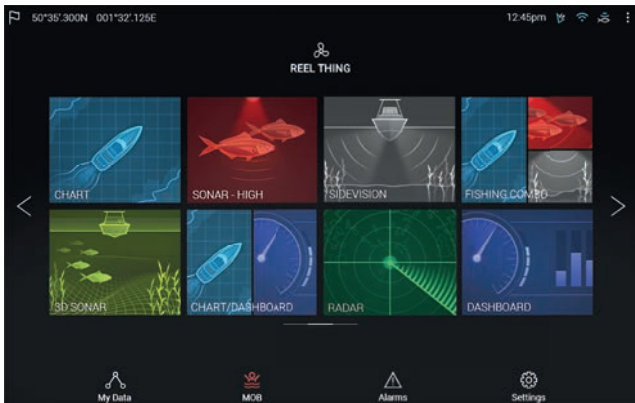 50°35'.300N 001°32'.125E
12:45pm
REEL THING
CHART
SONAR - HIGH
SIDEVISION
FISHING COMBO
3D SONAR
CHART/DASHBOARD
RADAR
DASHBOARD
My Data
MOB
Alarms
Settings